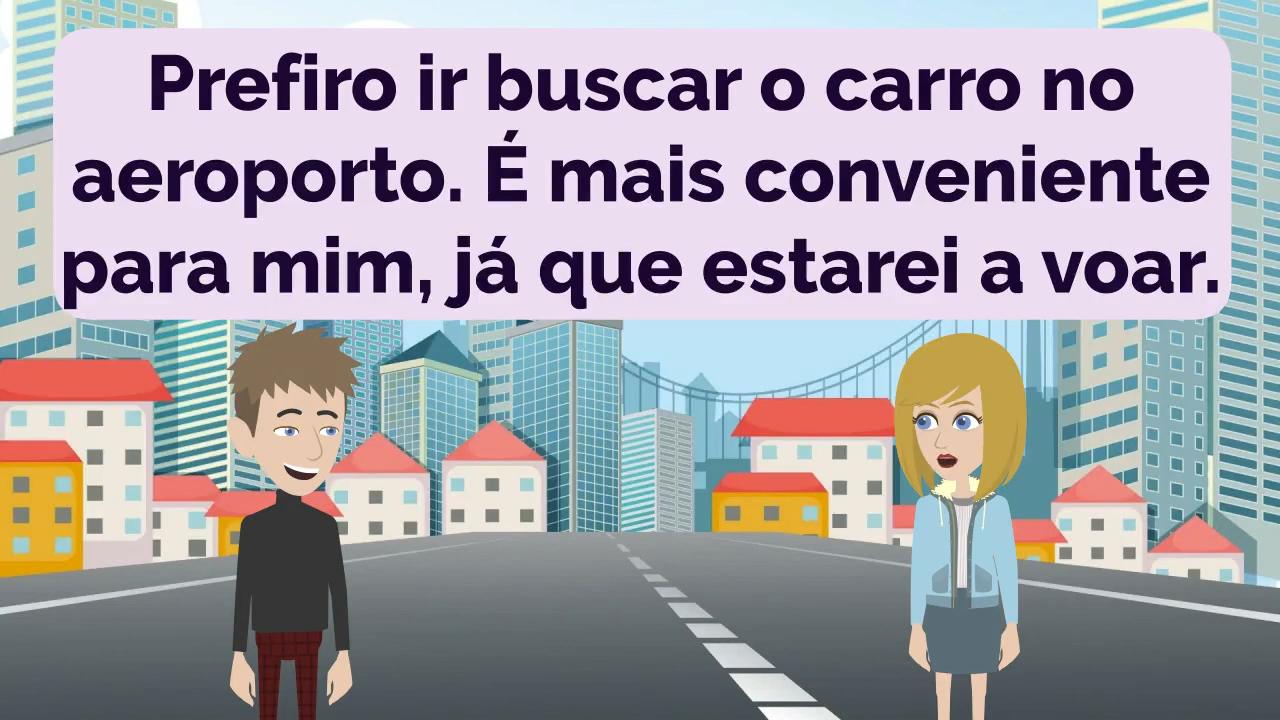 Prefiro ir buscar o carro no
aeroporto. É mais conveniente
para mim, já que estarei a voar.